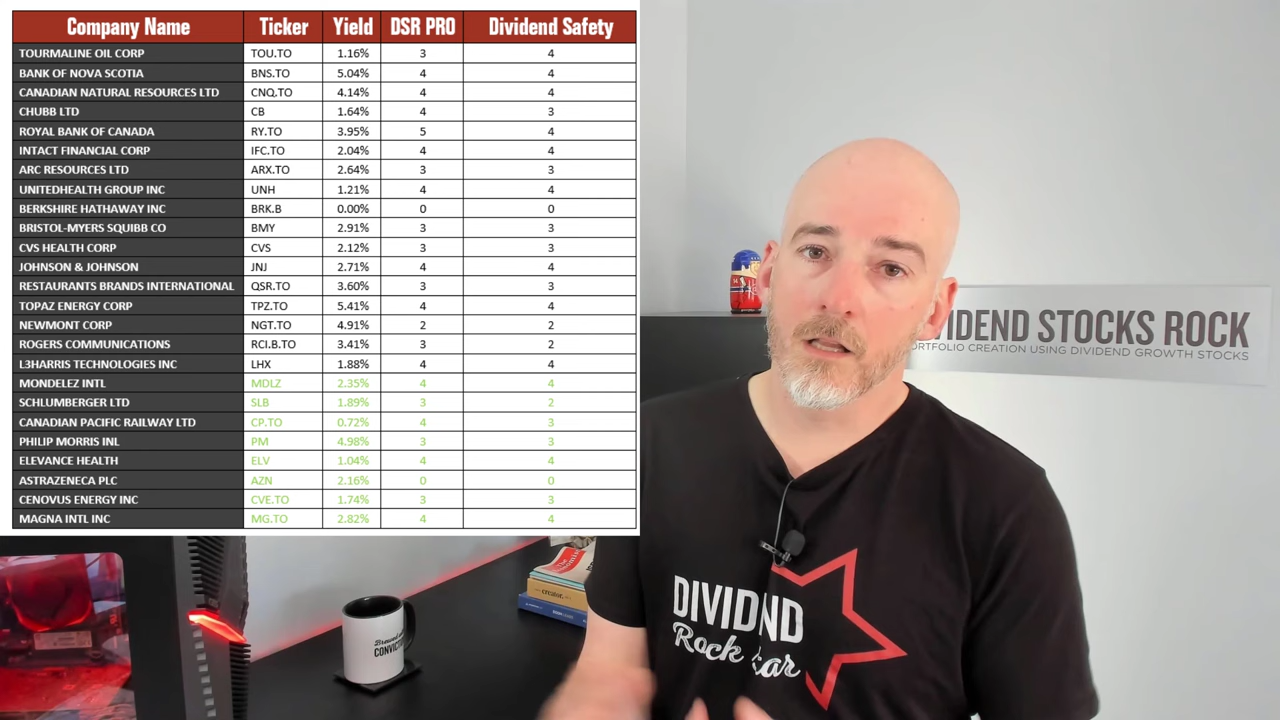 Company Name Ticker Yield DSR PRO Dividend Safety
TOURMALINE OIL CORP TOU.TO 1.16% 3 4
BANK OF NOVA SCOTIA BNS.TO 5.04% 4 4
CANADIAN NATURAL RESOURCES LTD CNQ.TO 4.14% 4 4
CHUBB LTD CB 1.64% 4 3
ROYAL BANK OF CANADA RY.TO 3.95% 5 4
INTACT FINANCIAL CORP IFC.TO 2.04% 4 4
ARC RESOURCES LTD ARX.TO 2.64% 3 3
UNITEDHEALTH GROUP INC UNH 1.21% 4 4
BERKSHIRE HATHAWAY INC BRK.B 0.00% 0 0
BRISTOL-MYERS SQUIBB CO BMY 2.91% 3 3
CVS HEALTH CORP CVS 2.12% 3 3
JOHNSON & JOHNSON JNJ 2.71% 4 4
RESTAURANTS BRANDS INTERNATIONAL QSR.TO 3.60% 3 3
TOPAZ ENERGY CORP TPZ.TO 5.41% 4 4
NEWMONT CORP NGT.TO 4.91% 2 2
ROGERS COMMUNICATIONS RCI.B.TO 3.41% 3 2
L3HARRIS TECHNOLOGIES INC LHX 1.88% 4 4
MONDELEZ INTL MDLZ 2.35% 4 4
SCHLUMBERGER LTD SLB 1.89% 3 2
CANADIAN PACIFIC RAILWAY LTD CP.TO 0.72% 4 3
PHILIP MORRIS INL PM 4.98% 3 3
ELEVANCE HEALTH ELV 1.04% 4 4
ASTRAZENECA PLC AZN 2.16% 0 0
CENOVUS ENERGY INC CVE.TO 1.74% 3 3
MAGNA INTL INC MG.TO 2.82% 4 4
IDEND STOCKS ROCK
ORTFOLIO CREATION USING DIVIDEND GROWTH STOCKS
DIVIDND
Rock
creator.